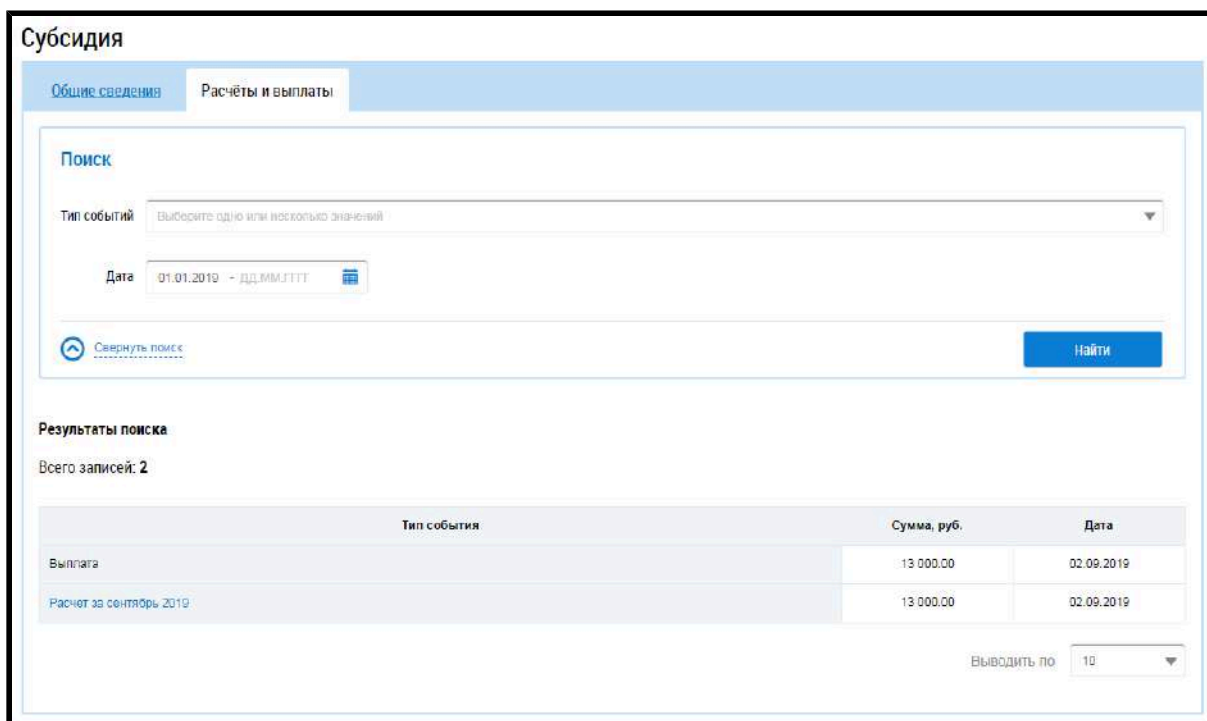 Субсидия
Общие сведения Расчёты и выплаты
Поиск
Тип событий Выберите одно или несколько значений
Дата 01.01.2019 - ДД.ММ.ГГГГ
Свернуть поиск Найти
Результаты поиска
Всего записей: 2
Тип события Сумма, руб. Дата
Выплата 13 000.00 02.09.2019
Расчет за сентябрь 2019 13 000.00 02.09.2019
Выводить по 10